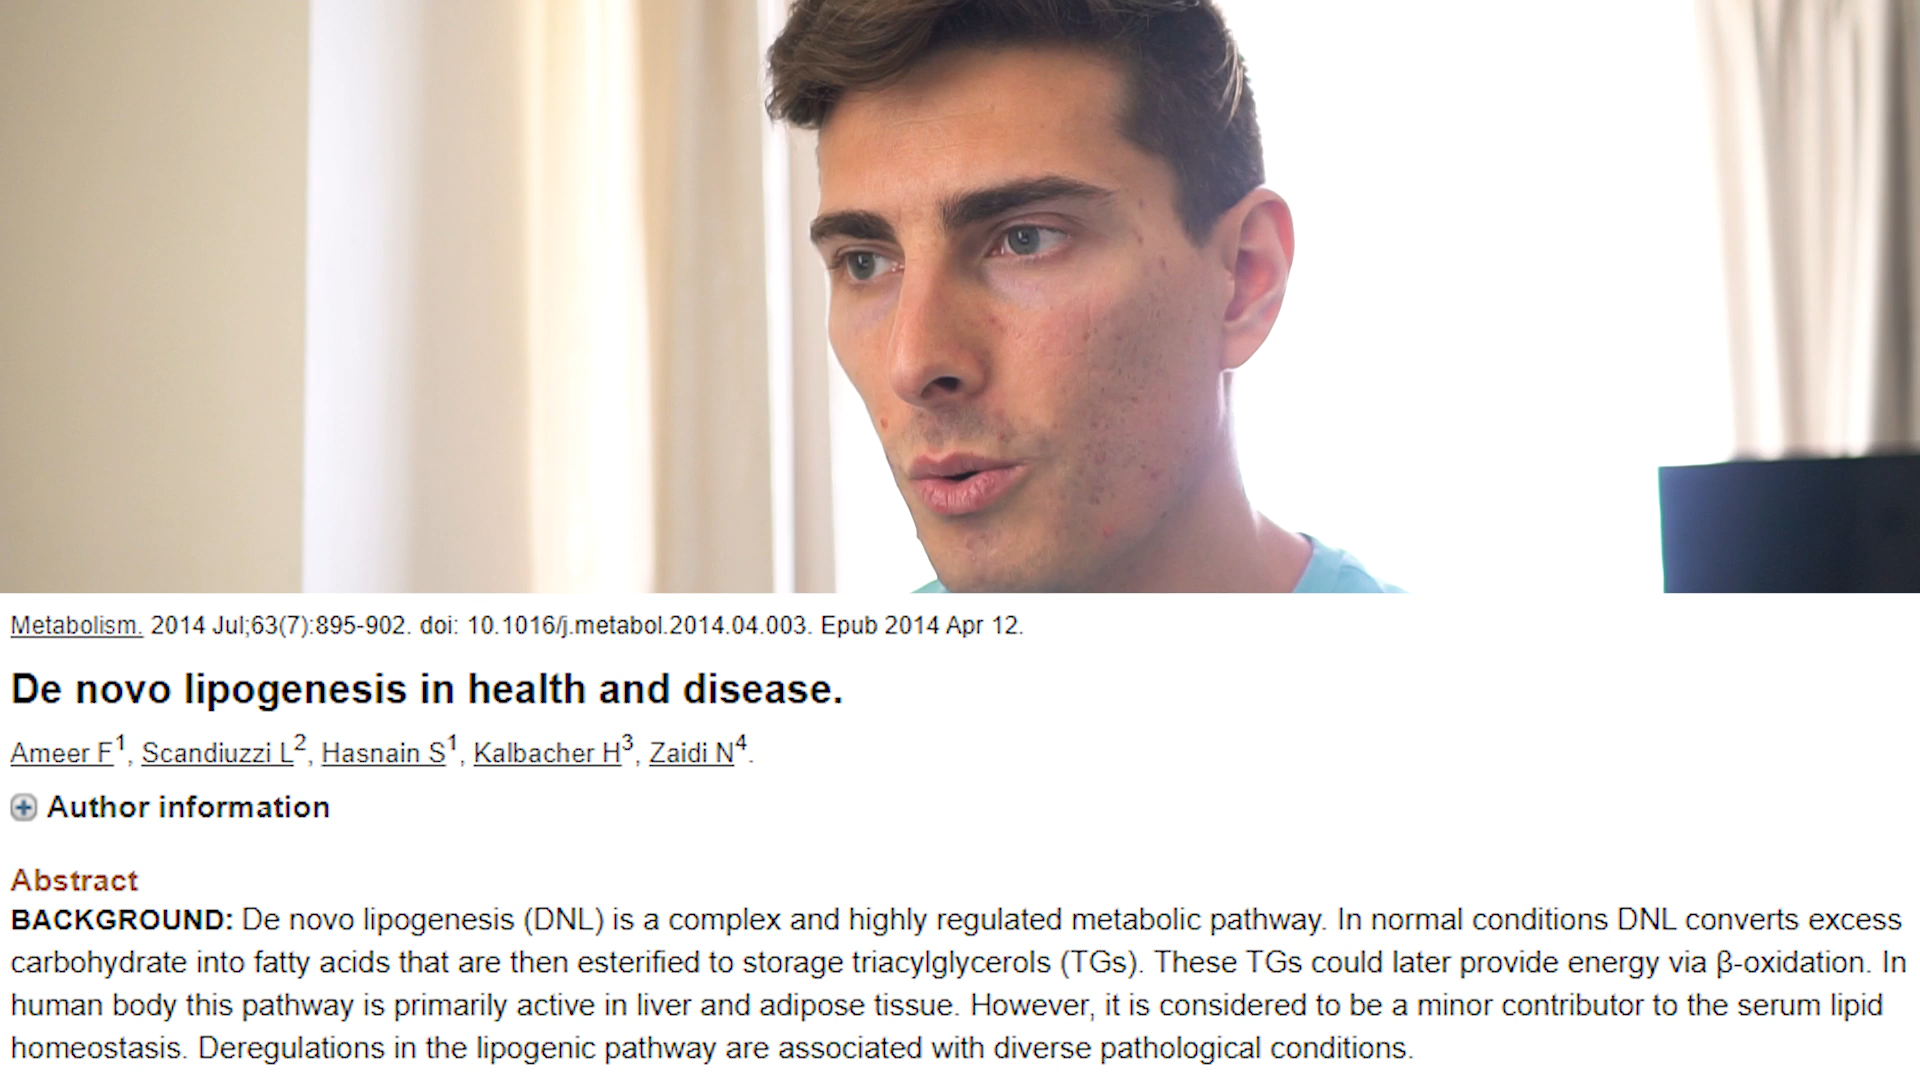 Metabolism. 2014 Jul;63(7):895-902. doi: 10.1016/j.metabol.2014.04.003. Epub 2014 Apr 12.
De novo lipogenesis in health and disease.
Ameer F1, Scandiuzzi L2, Hasnain S1, Kalbacher H3, Zaidi N4.
Author information
Abstract
BACKGROUND: De novo lipogenesis (DNL) is a complex and highly regulated metabolic pathway. In normal conditions DNL converts excess
carbohydrate into fatty acids that are then esterified to storage triacylglycerols (TGs). These TGs could later provide energy via β-oxidation. In
human body this pathway is primarily active in liver and adipose tissue. However, it is considered to be a minor contributor to the serum lipid
homeostasis. Deregulations in the lipogenic pathway are associated with diverse pathological conditions.